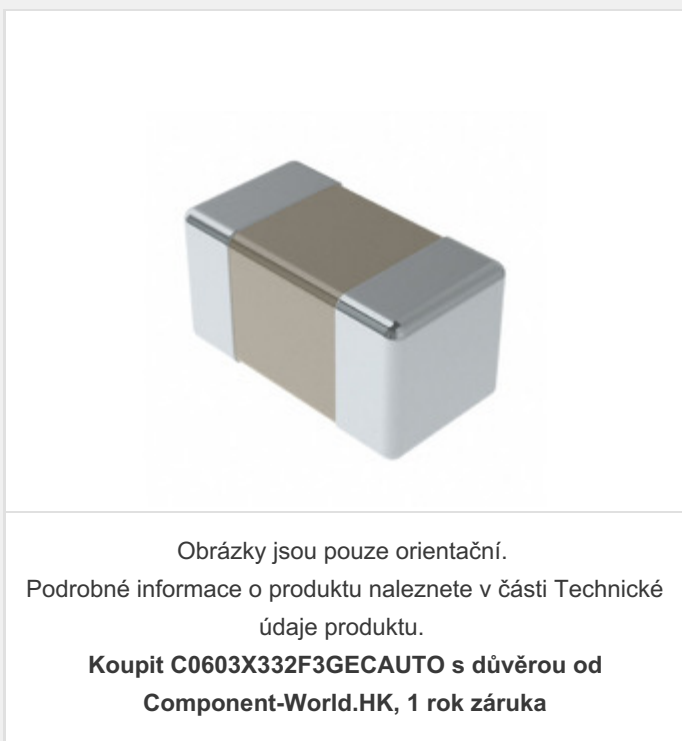 Obrázky jsou pouze orientační.
Podrobné informace o produktu naleznete v části Technické
údaje produktu.
Koupit C0603X332F3GECAUTO s důvěrou od
Component-World.HK, 1 rok záruka